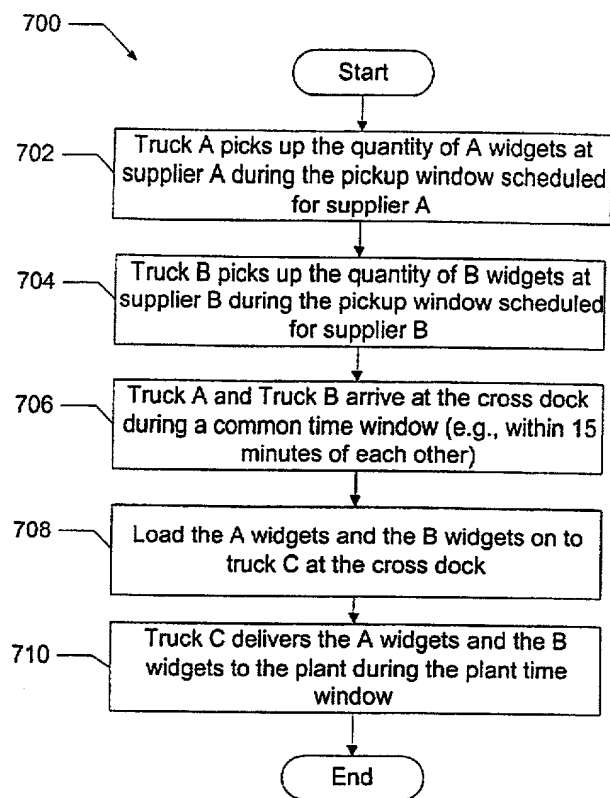 700
Start
702
Truck A picks up the quantity of A widgets at
supplier A during the pickup window scheduled
for supplier A
704
Truck B picks up the quantity of B widgets at
supplier B during the pickup window scheduled
for supplier B
706
Truck A and Truck B arrive at the cross dock
during a common time window (e.g., within 15
minutes of each other)
708
Load the A widgets and the B widgets on to
truck C at the cross dock
710
Truck C delivers the A widgets and the B
widgets to the plant during the plant time
window
End